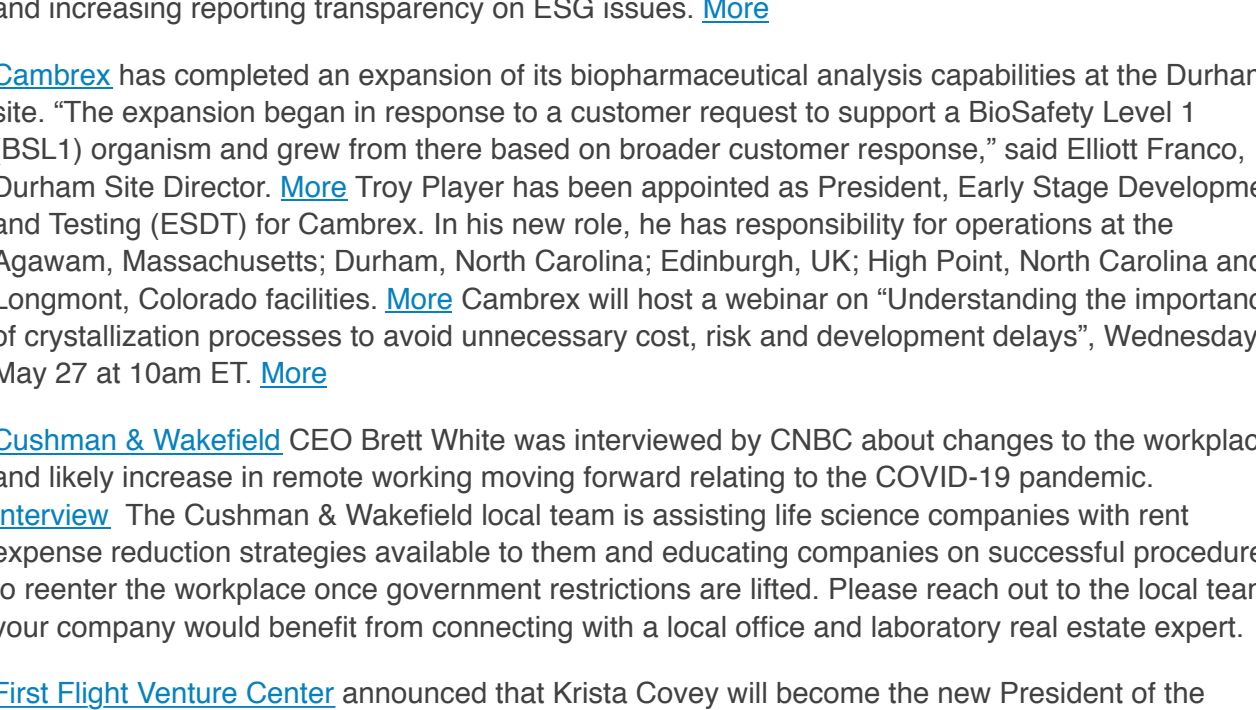 and increasing reporting transparency on ESG issues. More
Cambrex has completed an expansion of its biopharmaceutical analysis capabilities at the Durham
site. “The expansion began in response to a customer request to support a BioSafety Level 1
(BSL1) organism and grew from there based on broader customer response,” said Elliott Franco,
Durham Site Director. More Troy Player has been appointed as President, Early Stage Developme
and Testing (ESDT) for Cambrex. In his new role, he has responsibility for operations at the
Agawam, Massachusetts; Durham, North Carolina; Edinburgh, UK; High Point, North Carolina and
Longmont, Colorado facilities. More Cambrex will host a webinar on “Understanding the importanc
of crystallization processes to avoid unnecessary cost, risk and development delays”, Wednesday
May 27 at 10am ET. More
Cushman & Wakefield CEO Brett White was interviewed by CNBC about changes to the workplac
and likely increase in remote working moving forward relating to the COVID-19 pandemic.
Interview The Cushman & Wakefield local team is assisting life science companies with rent
expense reduction strategies available to them and educating companies on successful procedure
to reenter the workplace once government restrictions are lifted. Please reach out to the local team
your company would benefit from connecting with a local office and laboratory real estate expert.
First Flight Venture Center announced that Krista Covey will become the new President of the